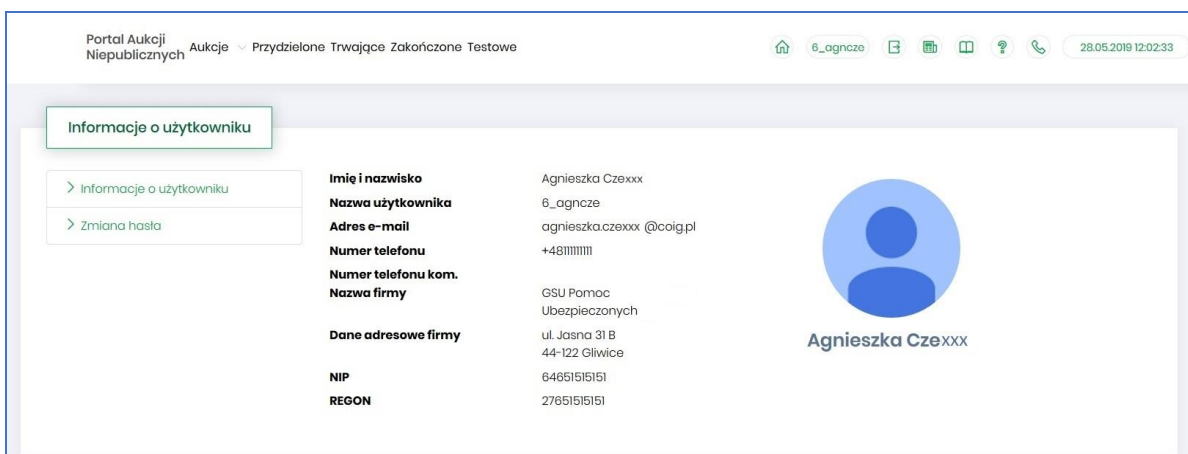 Portal Aukcji
Niepublicznych
Aukcje Przydzielone Trwające Zakończone Testowe
6_agncze
28.05.2019 12:02:33
Informacje o użytkowniku
Informacje o użytkowniku
Zmiana hasła
Imię i nazwisko Agnieszka Czexxx
Nazwa użytkownika 6_agncze
Adres e-mail agnieszka.czexxx @coig.pl
Numer telefonu +48111111111
Numer telefonu kom.
Nazwa firmy GSU Pomoc
Ubezpieczonych
Dane adresowe firmy ul. Jasna 31 B
44-122 Gliwice
NIP 64651515151
REGON 27651515151
Agnieszka Czexxx